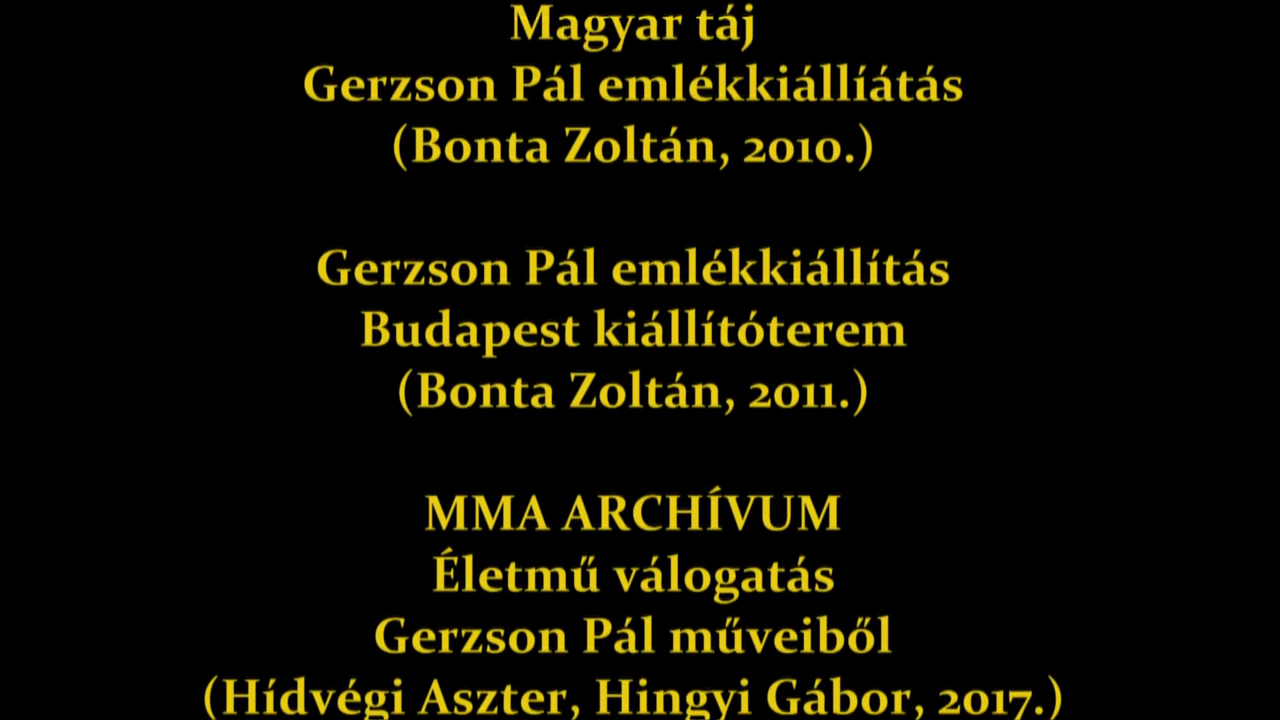 Magyar táj
Gerzson Pál emlékkiállíátás
(Bonta Zoltán, 2010.)
Gerzson Pál emlékkiállítás
Budapest kiállítóterem
(Bonta Zoltán, 2011.)
MMA ARCHÍVUM
Életmű válogatás
Gerzson Pál műveiből
(Hídvégi Aszter, Hingyi Gábor, 2017.)